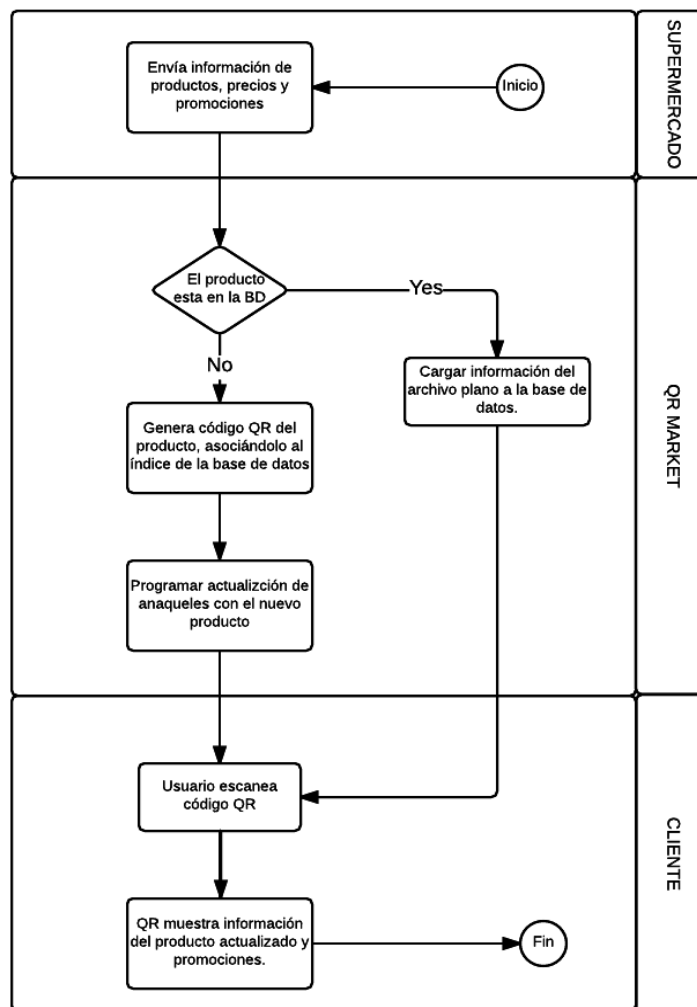 Inicio
Envía información de
productos, precios y
promociones
SUPERMERCADO
El producto
esta en la BD
Yes
No
Cargar información del
archivo plano a la base de
datos.
Genera código QR del
producto, asociándolo al
índice de la base de datos
Programar actualizción de
anaqueles con el nuevo
producto
QR MARKET
Usuario escanea
código QR
QR muestra información
del producto actualizado y
promociones.
Fin
CLIENTE